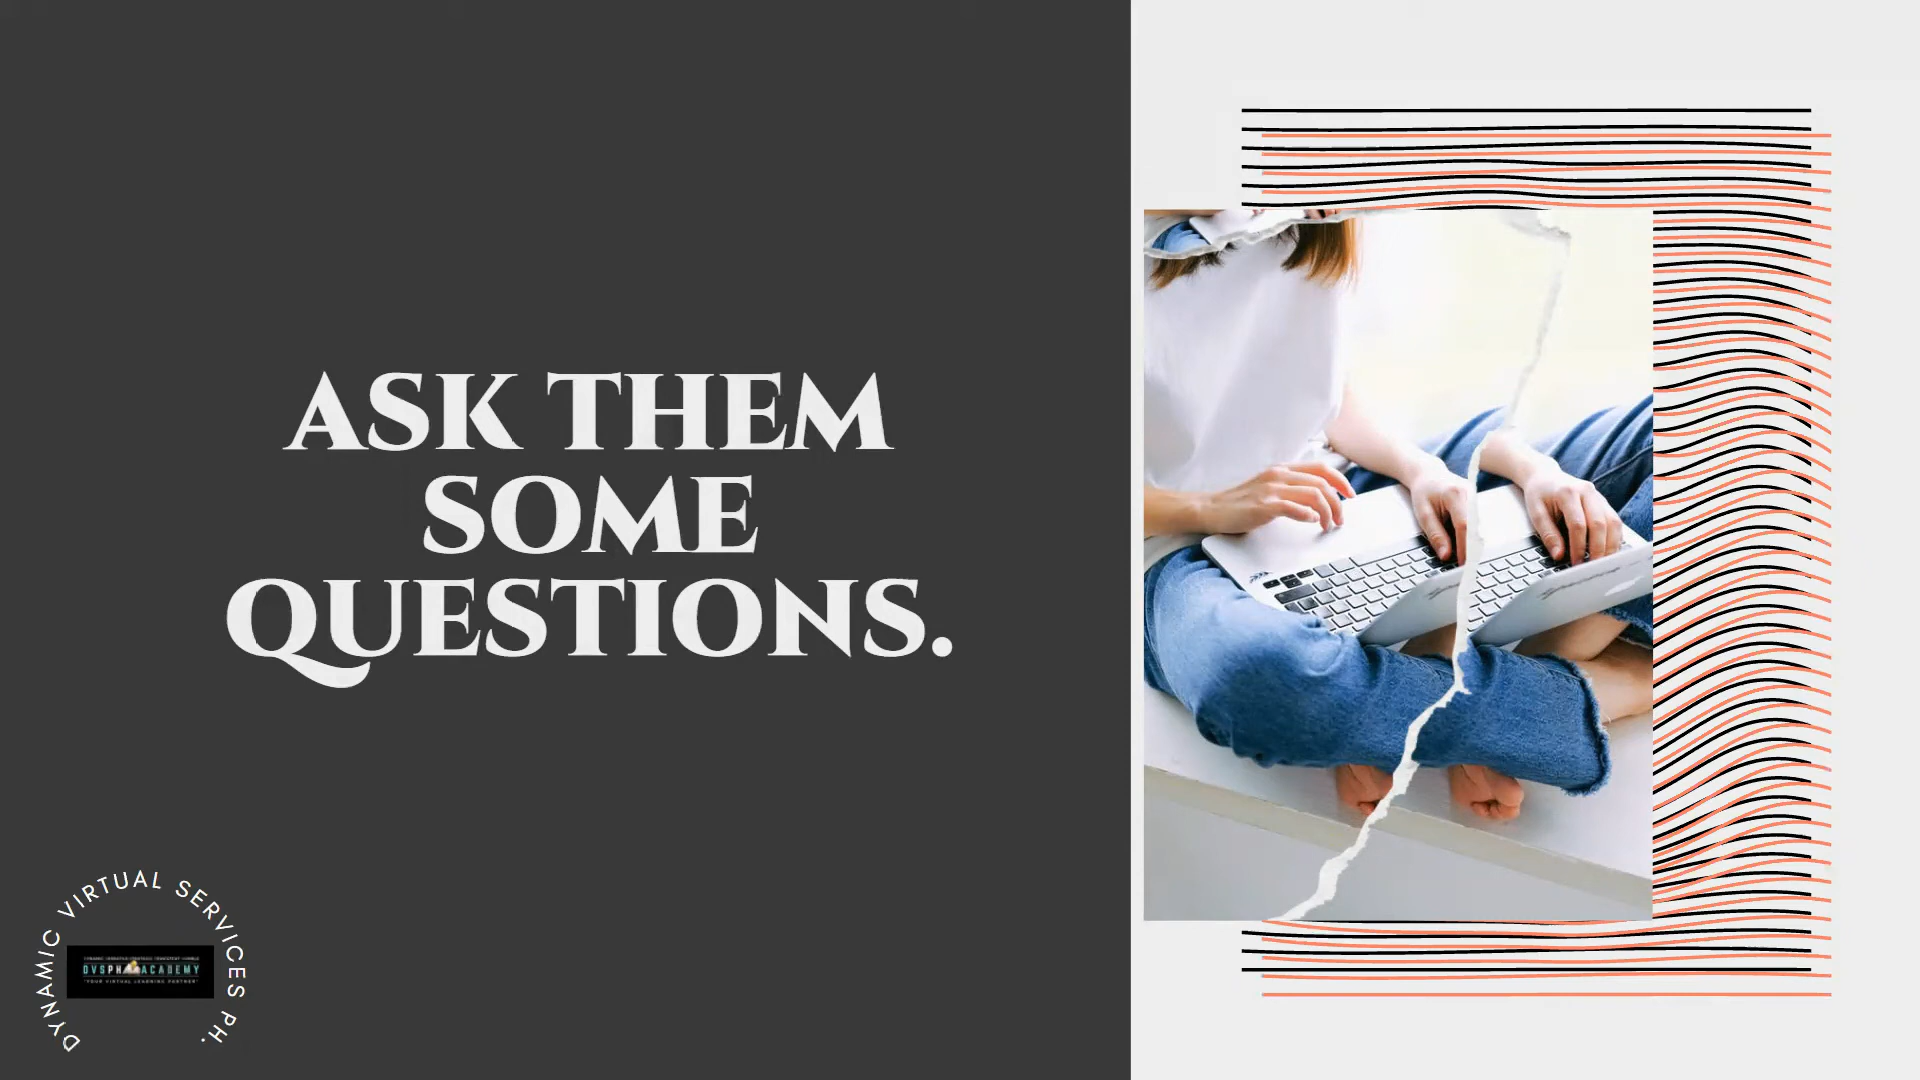 ASK THEM
SOME
QUESTIONS.
DYNAMIC VIRTUAL SERVICES PH.
DVSPH ACADEMY
"YOUR VIRTUAL LEARNING PARTNER"